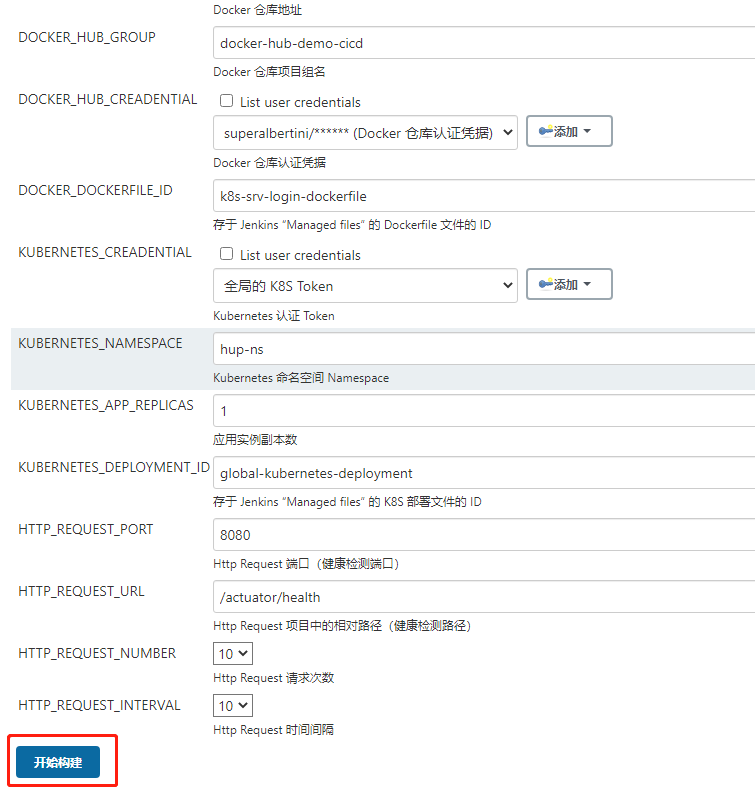 Docker 仓库地址
DOCKER_HUB_GROUP
docker-hub-demo-cicd
Docker 仓库项目组名
DOCKER_HUB_CREADENTIAL
List user credentials
superalbertini/****** (Docker 仓库认证凭据)
添加
Docker 仓库认证凭据
DOCKER_DOCKERFILE_ID
k8s-srv-login-dockerfile
存于 Jenkins “Managed files” 的 Dockerfile 文件的 ID
KUBERNETES_CREADENTIAL
List user credentials
全局的 K8S Token
添加
Kubernetes 认证 Token
KUBERNETES_NAMESPACE
hup-ns
Kubernetes 命名空间 Namespace
KUBERNETES_APP_REPLICAS
1
应用实例副本数
KUBERNETES_DEPLOYMENT_ID
global-kubernetes-deployment
存于 Jenkins “Managed files” 的 K8S 部署文件的 ID
HTTP_REQUEST_PORT
8080
Http Request 端口（健康检测端口）
HTTP_REQUEST_URL
/actuator/health
Http Request 项目中的相对路径（健康检测路径）
HTTP_REQUEST_NUMBER
10
Http Request 请求次数
HTTP_REQUEST_INTERVAL
10
Http Request 时间间隔
开始构建